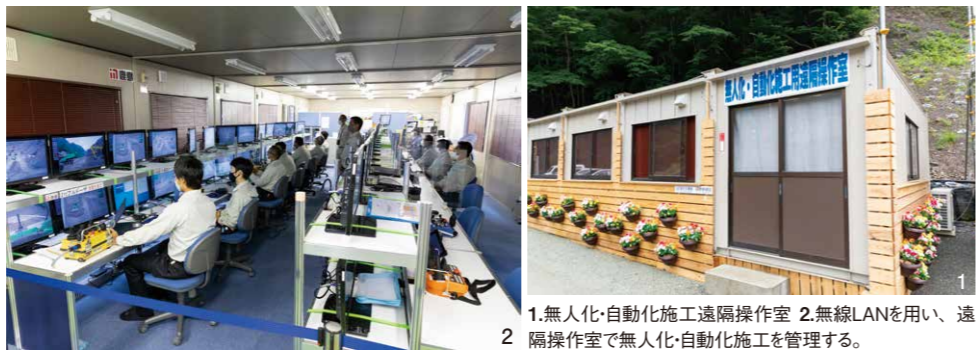 無人化・自動化施工用遠隔操作室
2
1
1.無人化・自動化施工遠隔操作室 2.無線LANを用い、遠
隔操作室で無人化・自動化施工を管理する。